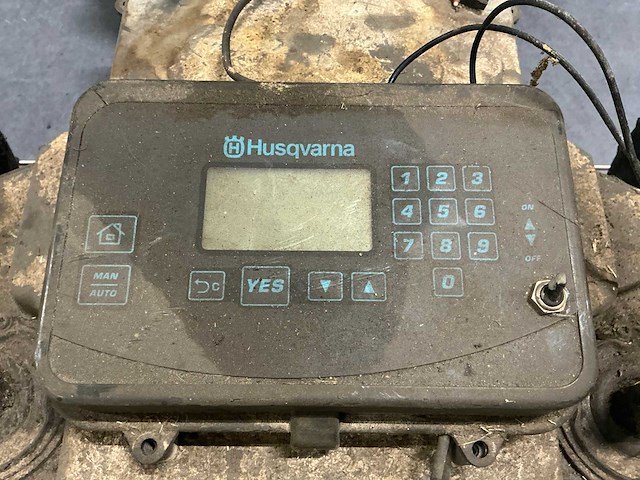 Husqvarna
1 2 3
ON
4 5 6
7 8 9
OFF
MAN
AUTO
C
YES
0